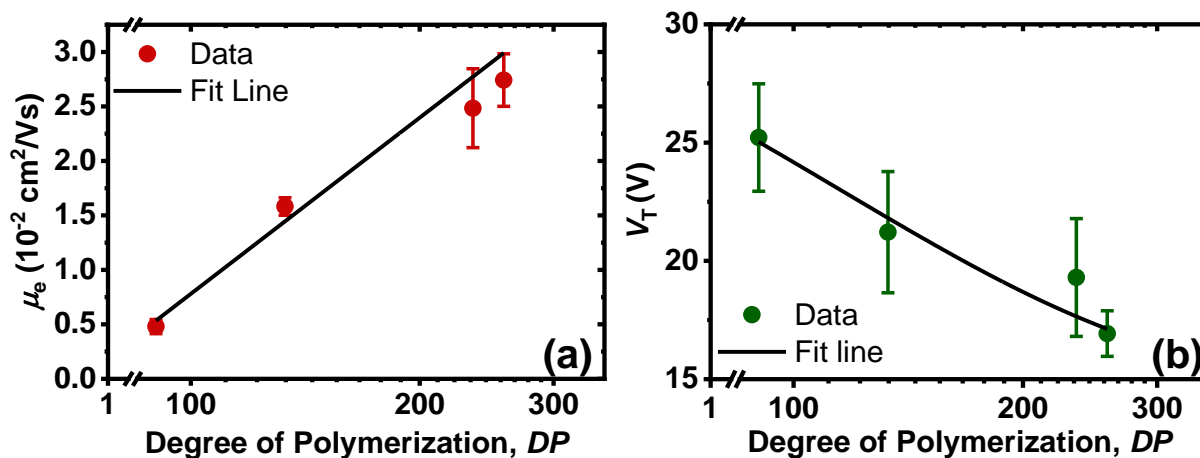 3.0
2.5
2.0
1.5
1.0
0.5
0.0
μe (10-2 cm2/Vs)
Data
Fit Line
(a)
1 100 200 300
Degree of Polymerization, DP
30
25
20
15
VT (V)
Data
Fit line
(b)
1 100 200 300
Degree of Polymerization, DP